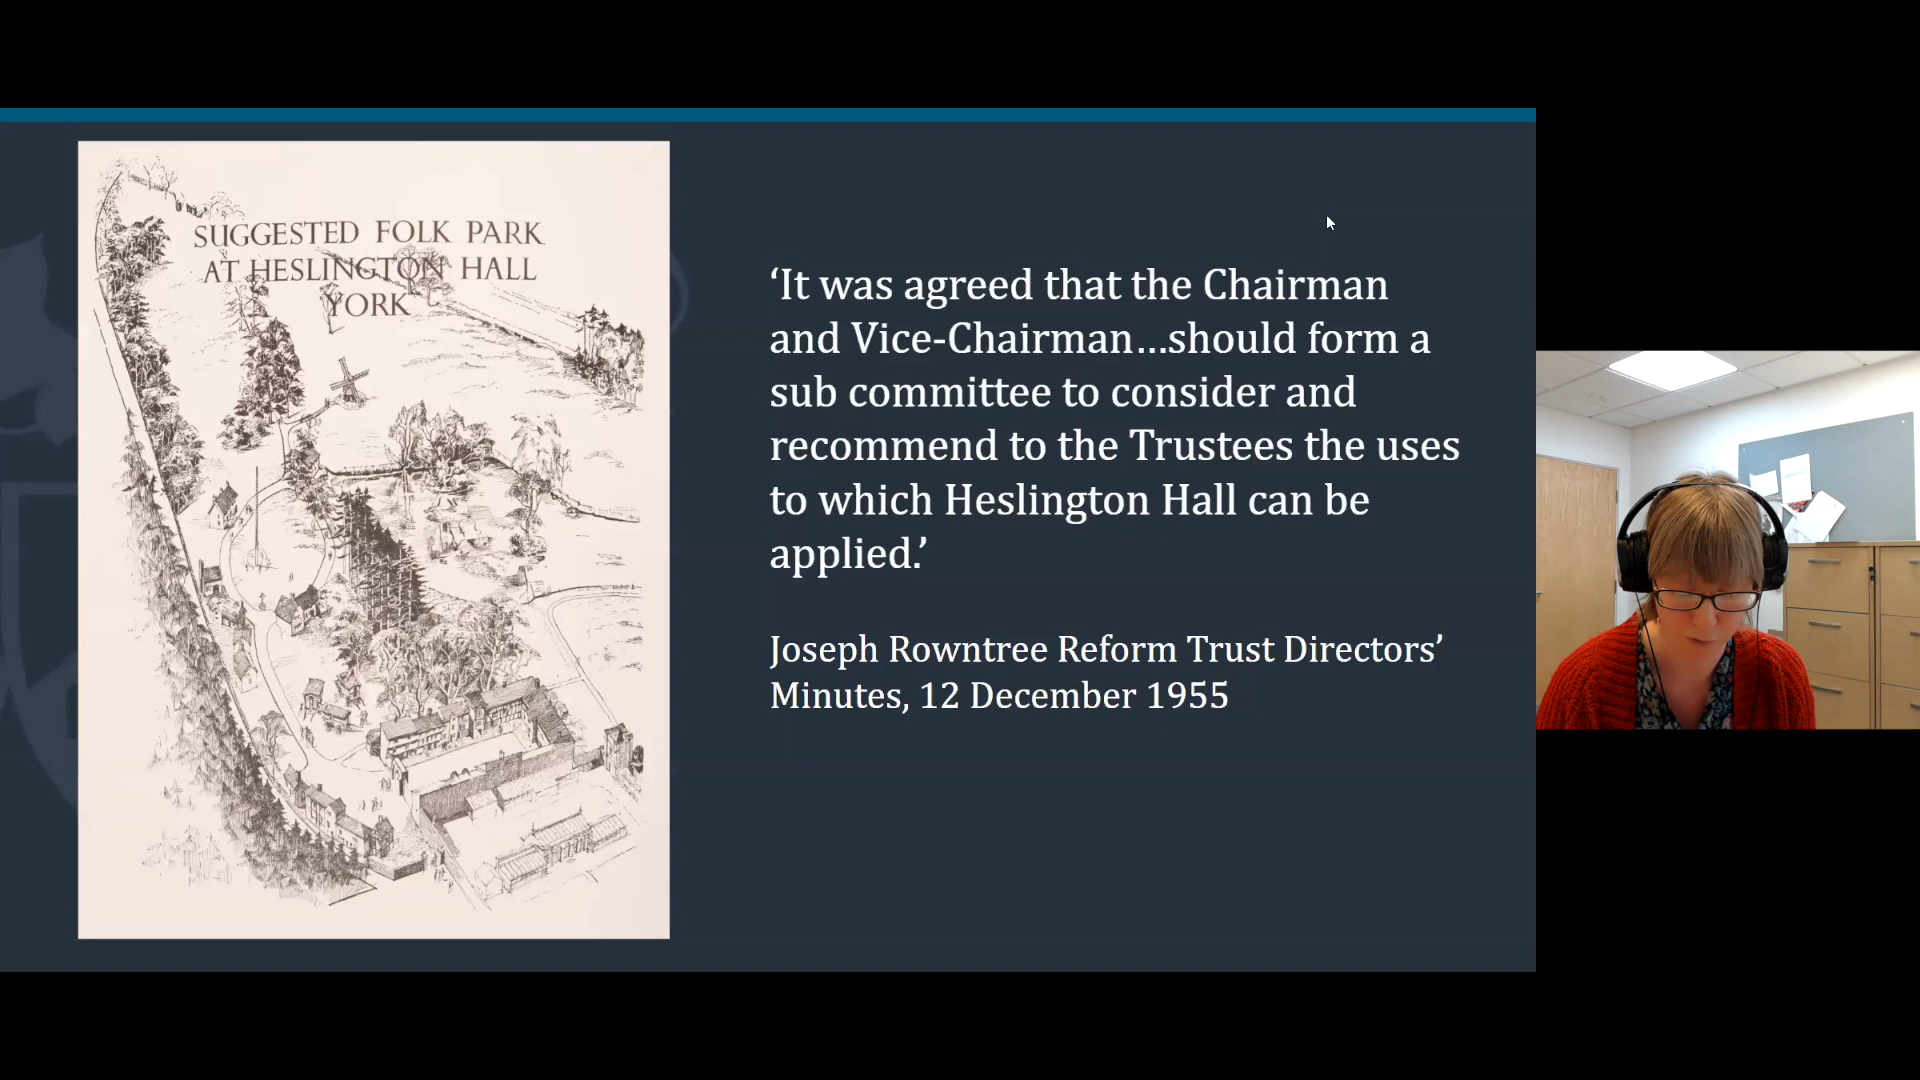 SUGGESTED FOLK PARK
AT HESLINGTON HALL
YORK
‘It was agreed that the Chairman
and Vice-Chairman…should form a
sub committee to consider and
recommend to the Trustees the uses
to which Heslington Hall can be
applied.’
Joseph Rowntree Reform Trust Directors’
Minutes, 12 December 1955